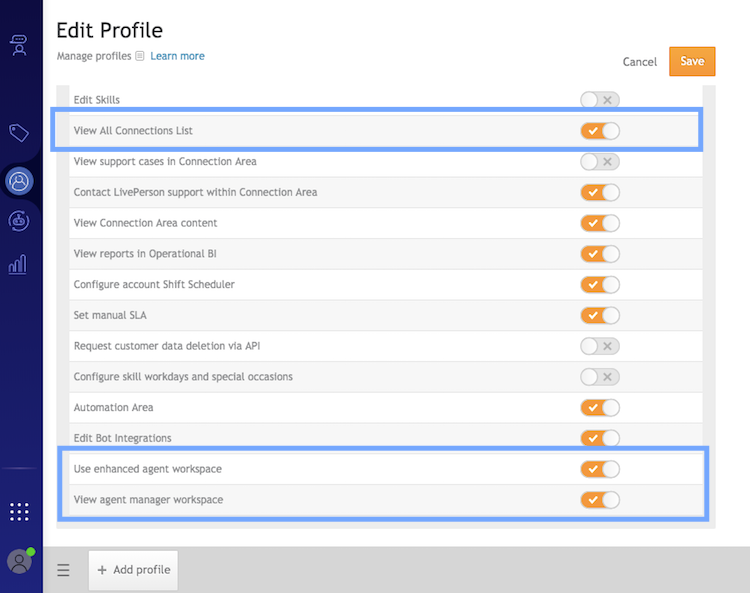 Edit Profile
Manage profiles Learn more
Cancel
Save
Edit Skills
View All Connections List
View support cases in Connection Area
Contact LivePerson support within Connection Area
View Connection Area content
View reports in Operational BI
Configure account Shift Scheduler
Set manual SLA
Request customer data deletion via API
Configure skill workdays and special occasions
Automation Area
Edit Bot Integrations
Use enhanced agent workspace
View agent manager workspace
+ Add profile